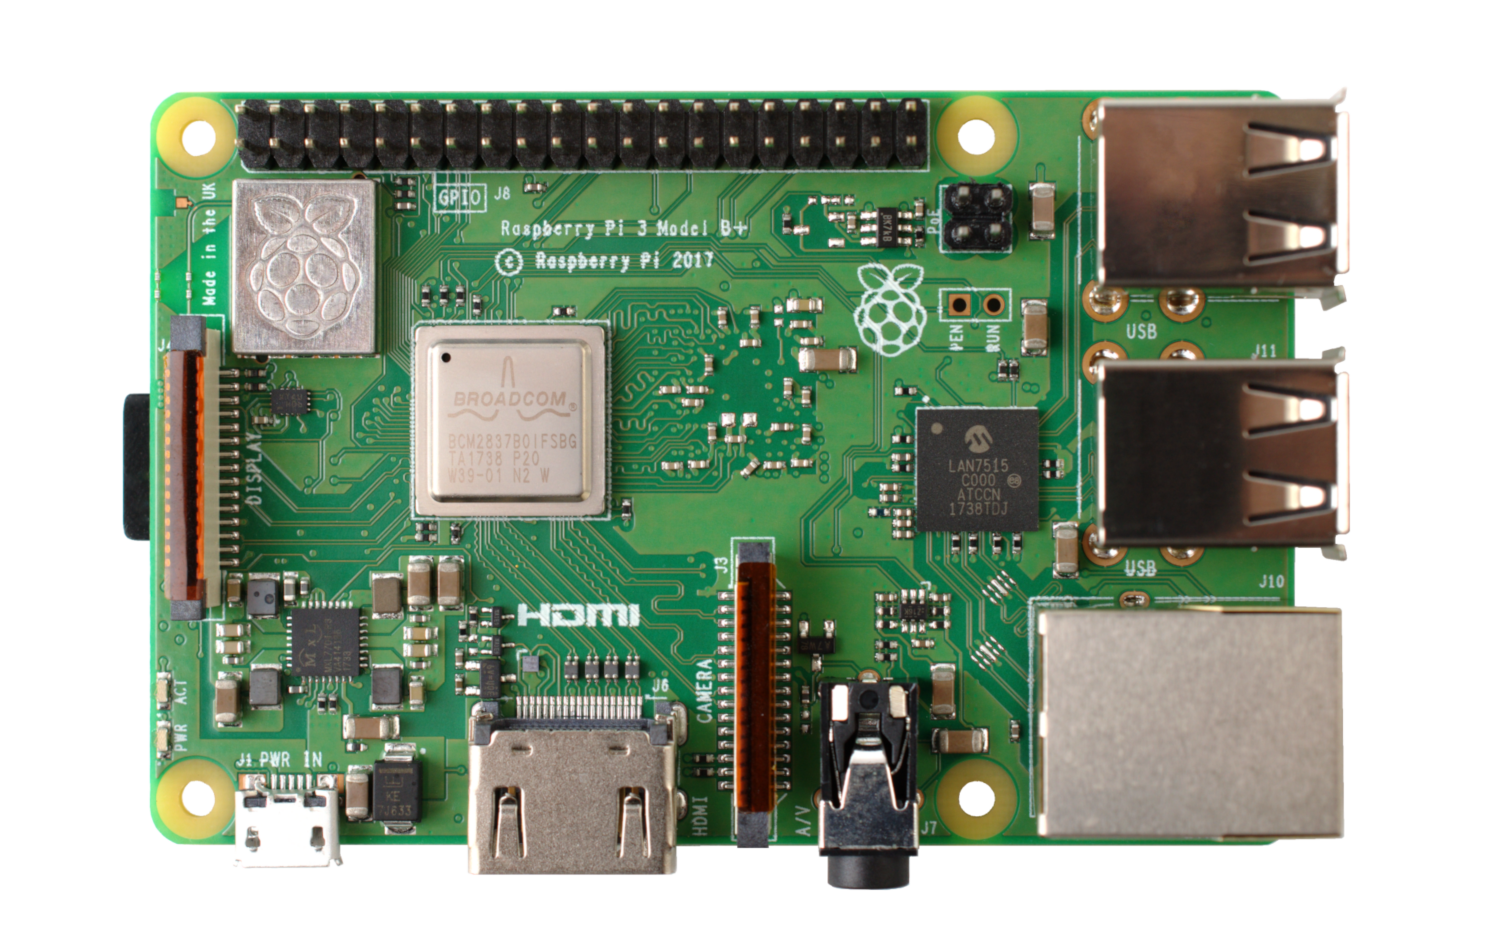 GPIO
J8
Raspberry Pi 3 Model B+
© Raspberry Pi 2017
Made in the UK
PoE
PEN
RUN
USB
J11
BROADCOM®
BCM2837B0IFSBG
TA1738 P20
W39-01 N2 W
DISPLAY
LAN7515
C000
ATCCN
1738TDJ
USB
J10
J3
HDMI
CAMERA
J6
ACT
PWR
J1 PWR IN
HDMI
A/V
J7